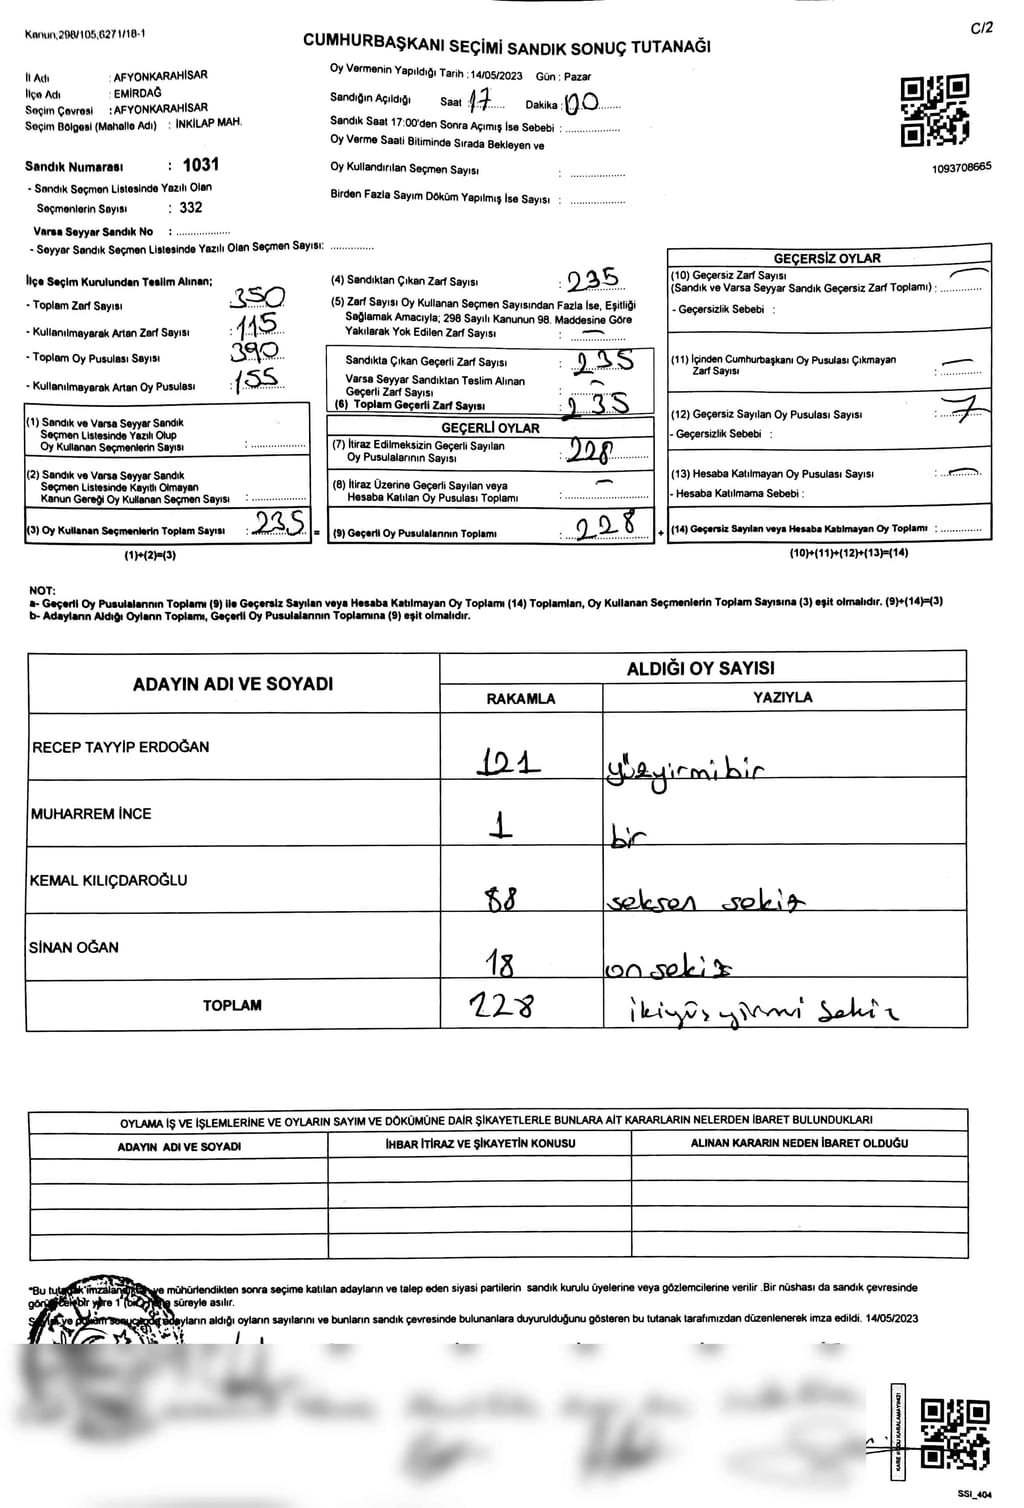 Kanun,298/105,6271/18-1
C/2
CUMHURBAŞKANI SEÇİMİ SANDIK SONUÇ TUTANAĞI
İl Adı : AFYONKARAHİSAR
İlçe Adı : EMİRDAĞ
Seçim Çevresi : AFYONKARAHİSAR
Seçim Bölgesi (Mahalle Adı) : İNKİLAP MAH.
Sandık Numarası : 1031
- Sandık Seçmen Listesinde Yazılı Olan
Seçmenlerin Sayısı : 332
Varsa Seyyar Sandık No : ..................
- Seyyar Sandık Seçmen Listesinde Yazılı Olan Seçmen Sayısı: ..............
Oy Vermenin Yapıldığı Tarih : 14/05/2023 Gün : Pazar
Sandığın Açıldığı Saat : 17 Dakika : 00
Sandık Saat 17:00'den Sonra Açımış İse Sebebi : ..................
Oy Verme Saati Bitiminde Sırada Bekleyen ve
Oy Kullandırılan Seçmen Sayısı : ..................
Birden Fazla Sayım Döküm Yapılmış İse Sayısı : ..................
1093708665
İlçe Seçim Kurulundan Teslim Alınan;
- Toplam Zarf Sayısı : 350
- Kullanılmayarak Artan Zarf Sayısı : 115
- Toplam Oy Pusulası Sayısı : 390
- Kullanılmayarak Artan Oy Pusulası : 155
(1) Sandık ve Varsa Seyyar Sandık
Seçmen Listesinde Yazılı Olup
Oy Kullanan Seçmenlerin Sayısı : ..................
(2) Sandık ve Varsa Seyyar Sandık
Seçmen Listesinde Kayıtlı Olmayan
Kanun Gereği Oy Kullanan Seçmen Sayısı : ..................
(3) Oy Kullanan Seçmenlerin Toplam Sayısı : 235 =
(1)+(2)=(3)
(4) Sandıktan Çıkan Zarf Sayısı : 235
(5) Zarf Sayısı Oy Kullanan Seçmen Sayısından Fazla İse, Eşitliği
Sağlamak Amacıyla; 298 Sayılı Kanunun 98. Maddesine Göre
Yakılarak Yok Edilen Zarf Sayısı : —
Sandıkta Çıkan Geçerli Zarf Sayısı : 235
Varsa Seyyar Sandıktan Teslim Alınan
Geçerli Zarf Sayısı : —
(6) Toplam Geçerli Zarf Sayısı : 235
GEÇERLİ OYLAR
(7) İtiraz Edilmeksizin Geçerli Sayılan
Oy Pusulalarının Sayısı : 228
(8) İtiraz Üzerine Geçerli Sayılan veya
Hesaba Katılan Oy Pusulası Toplamı : —
(9) Geçerli Oy Pusulalarının Toplamı : 228 +
GEÇERSİZ OYLAR
(10) Geçersiz Zarf Sayısı
(Sandık ve Varsa Seyyar Sandık Geçersiz Zarf Toplamı) : —
- Geçersizlik Sebebi :
(11) İçinden Cumhurbaşkanı Oy Pusulası Çıkmayan
Zarf Sayısı : —
(12) Geçersiz Sayılan Oy Pusulası Sayısı : 7
- Geçersizlik Sebebi :
(13) Hesaba Katılmayan Oy Pusulası Sayısı : —
- Hesaba Katılmama Sebebi :
(14) Geçersiz Sayılan veya Hesaba Katılmayan Oy Toplamı : ............
(10)+(11)+(12)+(13)=(14)
NOT:
a- Geçerli Oy Pusulalarının Toplamı (9) ile Geçersiz Sayılan veya Hesaba Katılmayan Oy Toplamı (14) Toplamları, Oy Kullanan Seçmenlerin Toplam Sayısına (3) eşit olmalıdır. (9)+(14)=(3)
b- Adayların Aldığı Oyların Toplamı, Geçerli Oy Pusulalarının Toplamına (9) eşit olmalıdır.
ADAYIN ADI VE SOYADI ALDIĞI OY SAYISI
RAKAMLA YAZIYLA
RECEP TAYYİP ERDOĞAN 121 yüzyirmibir
MUHARREM İNCE 1 bir
KEMAL KILIÇDAROĞLU 88 seksen sekiz
SİNAN OĞAN 18 on sekiz
TOPLAM 228 ikiyüz yirmi sekiz
OYLAMA İŞ VE İŞLEMLERİNE VE OYLARIN SAYIM VE DÖKÜMÜNE DAİR ŞİKAYETLERLE BUNLARA AİT KARARLARIN NELERDEN İBARET BULUNDUKLARI
ADAYIN ADI VE SOYADI İHBAR İTİRAZ VE ŞİKAYETİN KONUSU ALINAN KARARIN NEDEN İBARET OLDUĞU
"Bu imzalandıktan ve mühürlendikten sonra seçime katılan adayların ve talep eden siyasi partilerin sandık kurulu üyelerine veya gözlemcilerine verilir .Bir nüshası da sandık çevresinde
bir yere 1 süreyle asılır.
ve adayların aldığı oyların sayılarını ve bunların sandık çevresinde bulunanlara duyurulduğunu gösteren bu tutanak tarafımızdan düzenlenerek imza edildi. 14/05/2023
KARE KODU KARALAMAYINIZ!
SSI_404